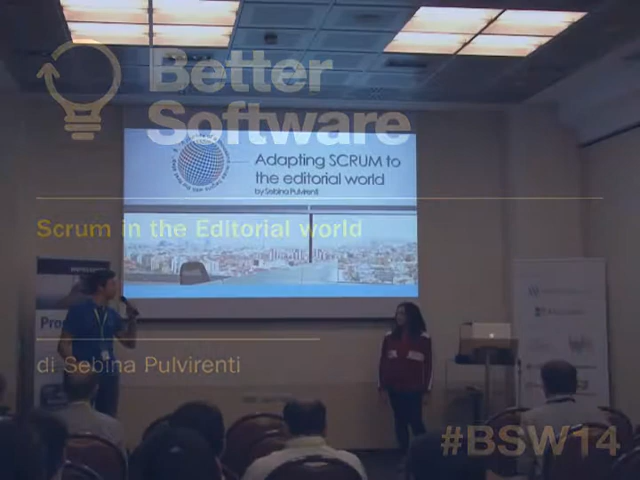 Better
Software
Adapting SCRUM to
the editorial world
by Sebina Pulvirenti
Scrum in the Editorial world
di Sebina Pulvirenti
#BSW14